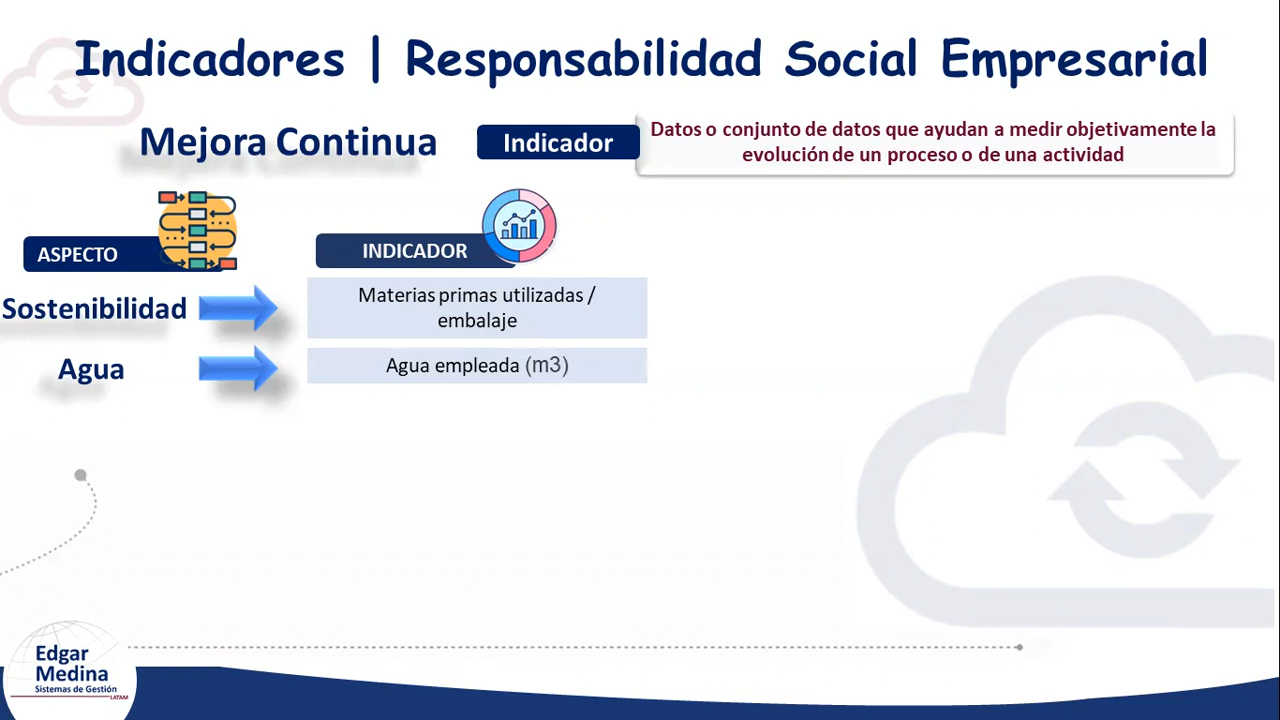 Indicadores | Responsabilidad Social Empresarial
Mejora Continua
Indicador
Datos o conjunto de datos que ayudan a medir objetivamente la
evolución de un proceso o de una actividad
ASPECTO
INDICADOR
Sostenibilidad
Materias primas utilizadas /
embalaje
Agua
Agua empleada (m3)
Edgar
Medina
Sistemas de Gestión
LATAM